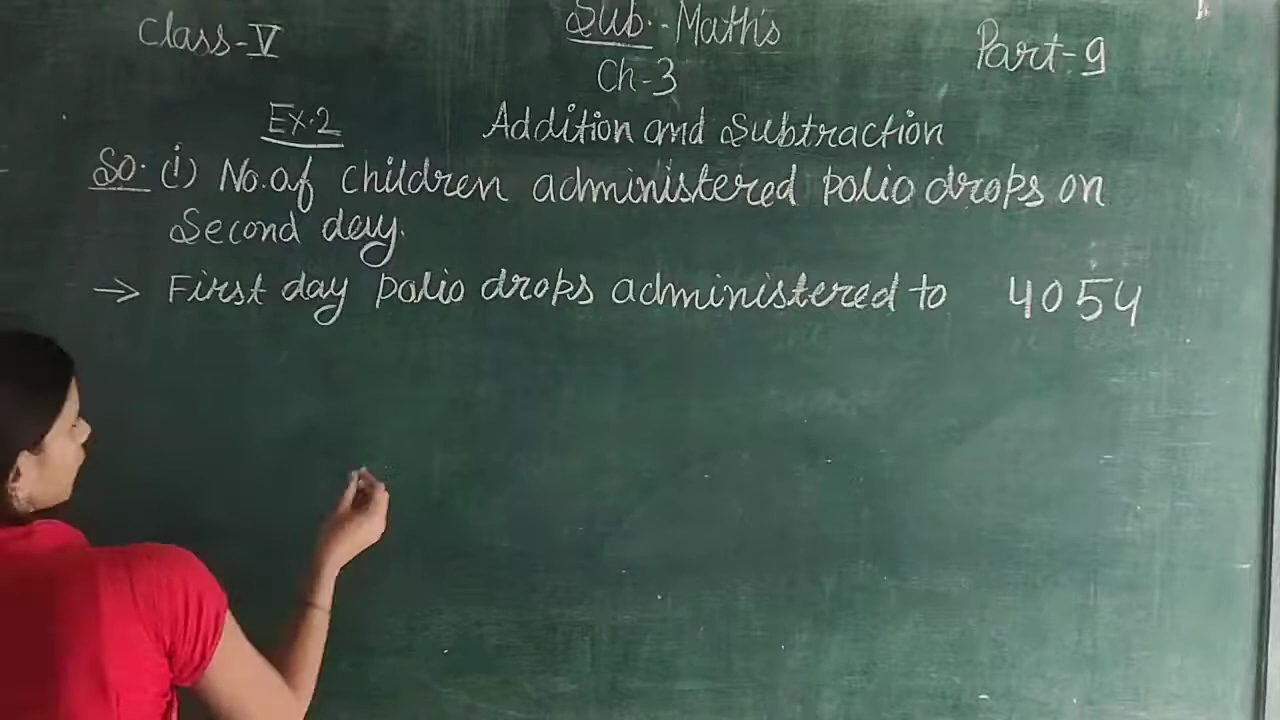 Class-V
Sub:-Math's
Part-9
Ch-3
Ex.2
Addition and Subtraction
So. (i) No. of children administered polio drops on
Second day.
→ First day polio drops administered to 4054